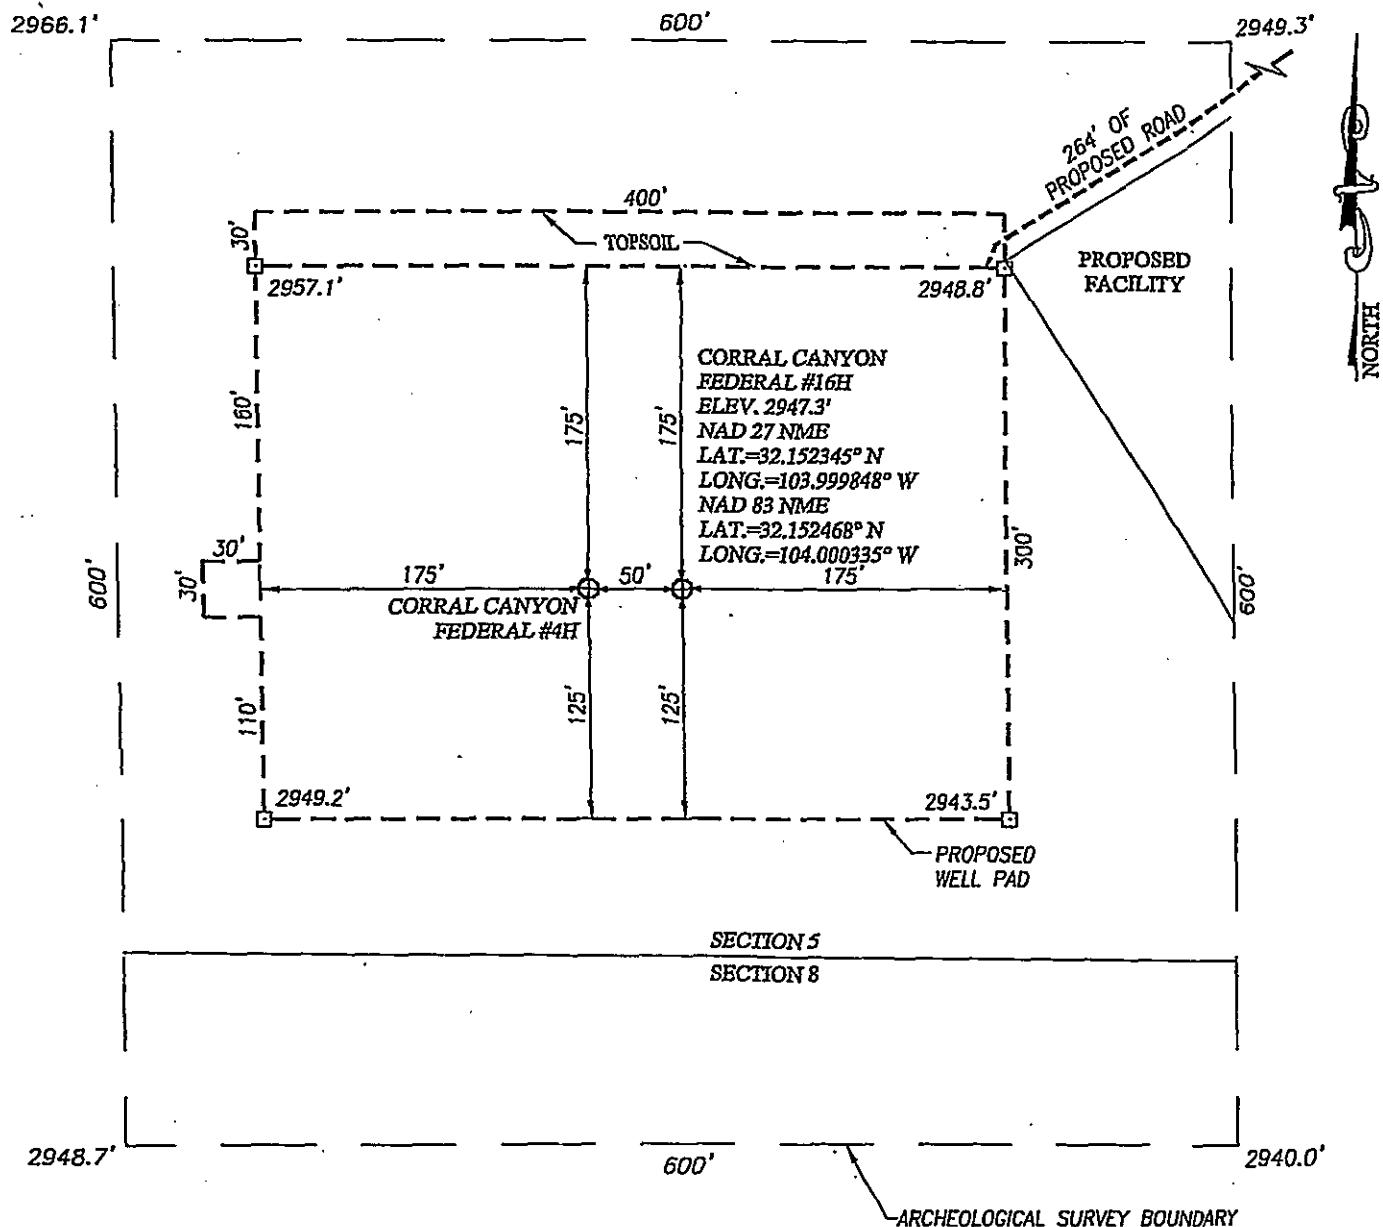 2966.1'
600'
2949.3'
264' OF
PROPOSED ROAD
400'
30'
TOPSOIL
NORTH
2957.1'
2948.8'
PROPOSED
FACILITY
160'
175'
175'
CORRAL CANYON
FEDERAL #16H
ELEV. 2947.3'
NAD 27 NME
LAT.=32.152345° N
LONG.=103.999848° W
NAD 83 NME
LAT.=32.152468° N
LONG.=104.000335° W
300'
600'
30'
30'
175'
50'
175'
600'
CORRAL CANYON
FEDERAL #4H
110'
125'
125'
2949.2'
2943.5'
PROPOSED
WELL PAD
SECTION 5
SECTION 8
2948.7'
600'
2940.0'
ARCHEOLOGICAL SURVEY BOUNDARY